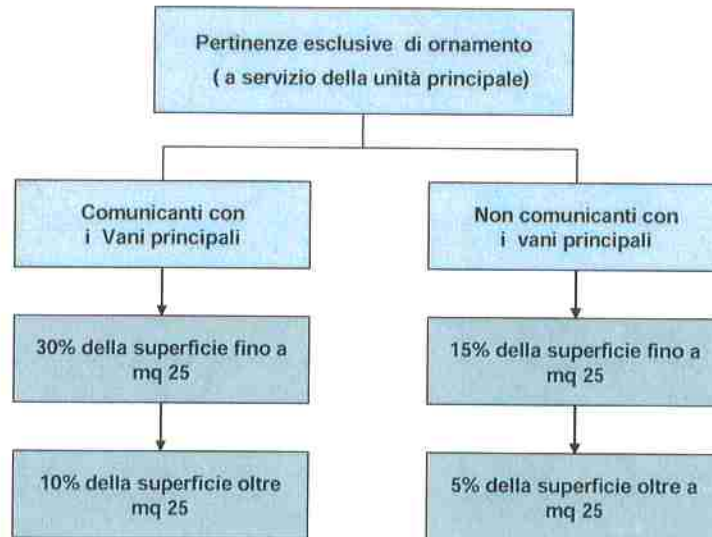 Pertinenze esclusive di ornamento
( a servizio della unità principale)
Comunicanti con
i Vani principali
Non comunicanti con
i vani principali
30% della superficie fino a
mq 25
15% della superficie fino a
mq 25
10% della superficie oltre
mq 25
5% della superficie oltre a
mq 25